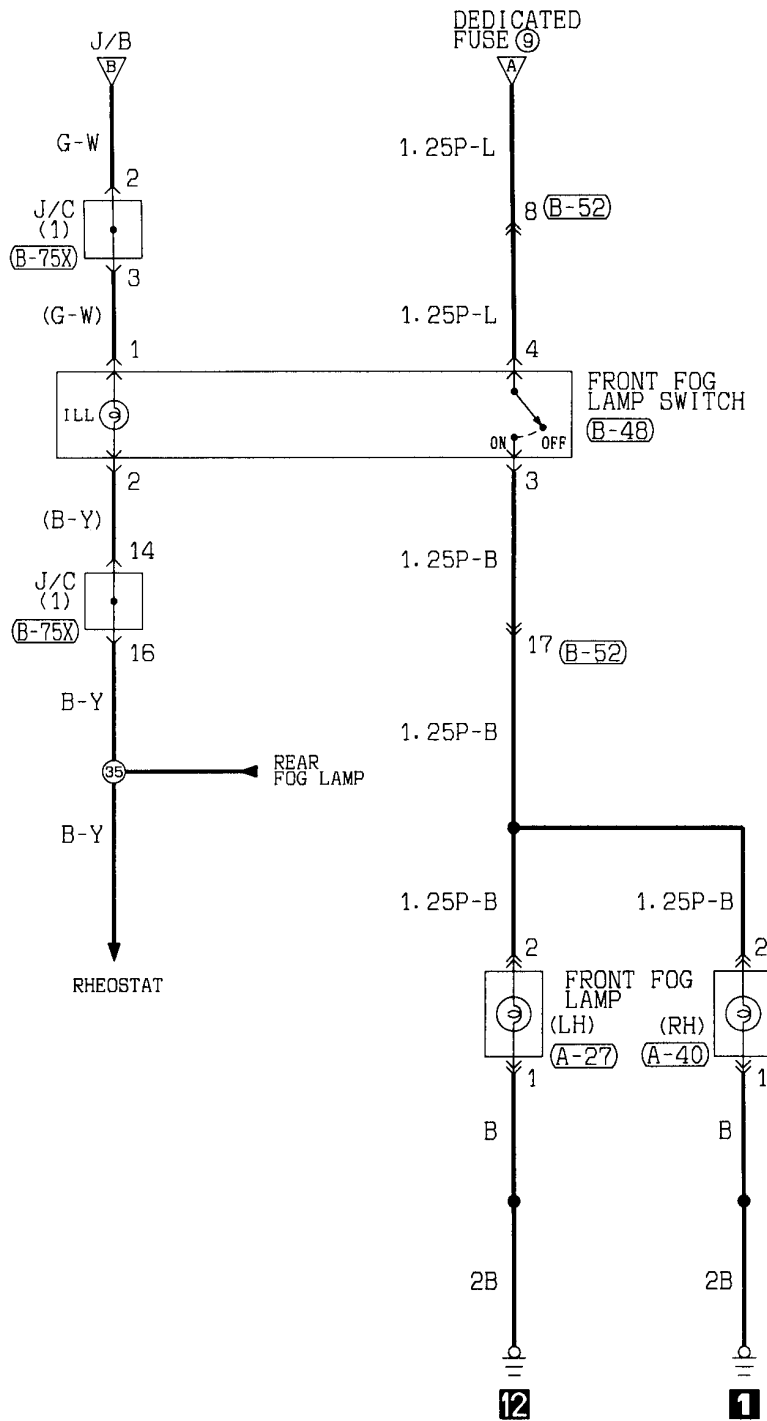 J/B
B
G-W
2
J/C
(1)
B-75X
3
(G-W)
1
DEDICATED
FUSE 9
A
1.25P-L
8 B-52
1.25P-L
4
ILL
ON OFF
FRONT FOG
LAMP SWITCH
B-48
2
(B-Y)
14
J/C
(1)
B-75X
16
B-Y
35
REAR
FOG LAMP
B-Y
RHEOSTAT
3
1.25P-B
17 B-52
1.25P-B
1.25P-B
1.25P-B
2
2
FRONT FOG
LAMP
(LH)
(RH)
A-27
A-40
1
1
B
B
2B
2B
12
1